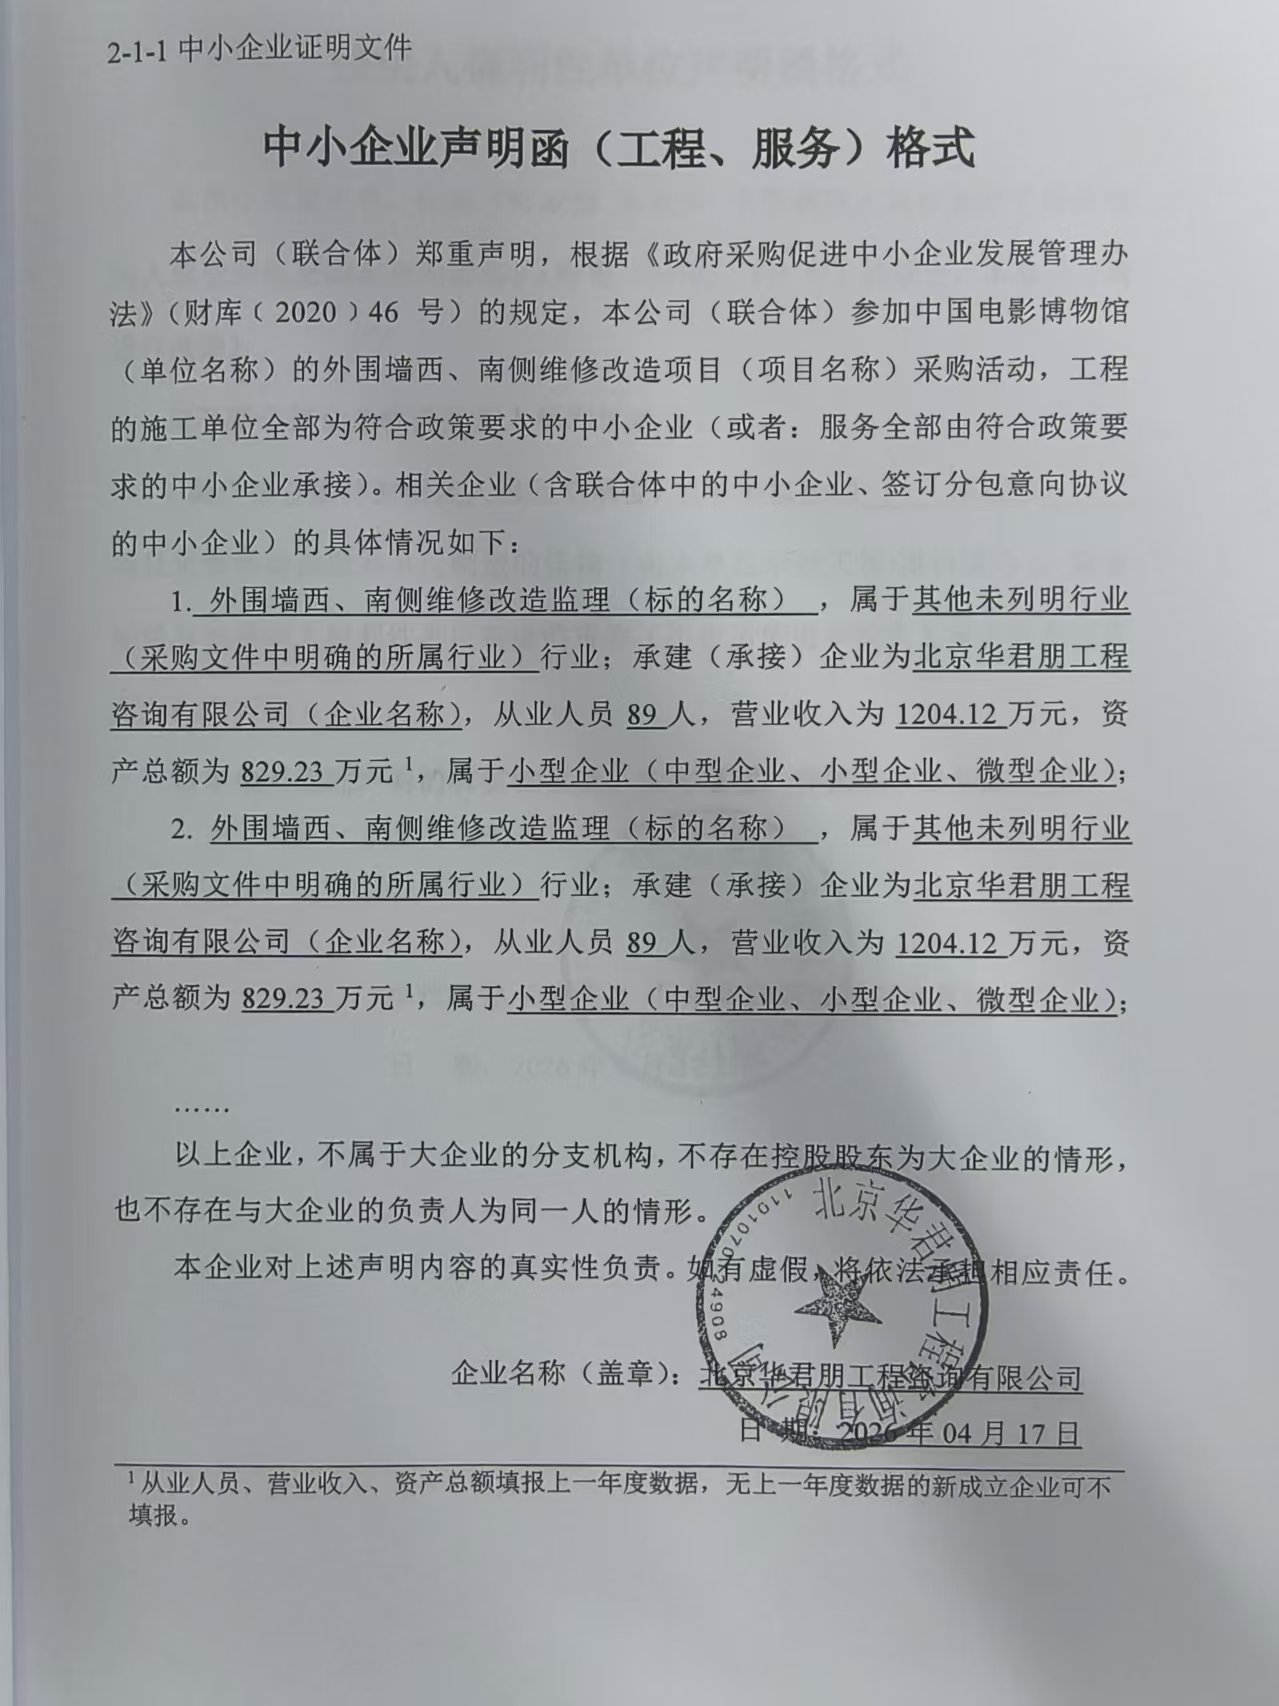 2-1-1 中小企业证明文件
中小企业声明函（工程、服务）格式
本公司（联合体）郑重声明，根据《政府采购促进中小企业发展管理办
法》（财库﹝2020﹞46 号）的规定，本公司（联合体）参加中国电影博物馆
（单位名称）的外围墙西、南侧维修改造项目（项目名称）采购活动，工程
的施工单位全部为符合政策要求的中小企业（或者：服务全部由符合政策要
求的中小企业承接）。相关企业（含联合体中的中小企业、签订分包意向协议
的中小企业）的具体情况如下：
1. 外围墙西、南侧维修改造监理（标的名称） ，属于其他未列明行业
（采购文件中明确的所属行业）行业；承建（承接）企业为北京华君朋工程
咨询有限公司（企业名称），从业人员 89 人，营业收入为 1204.12 万元，资
产总额为 829.23 万元 1，属于小型企业（中型企业、小型企业、微型企业）；
2. 外围墙西、南侧维修改造监理（标的名称） ，属于其他未列明行业
（采购文件中明确的所属行业）行业；承建（承接）企业为北京华君朋工程
咨询有限公司（企业名称），从业人员 89 人，营业收入为 1204.12 万元，资
产总额为 829.23 万元 1，属于小型企业（中型企业、小型企业、微型企业）；
……
以上企业，不属于大企业的分支机构，不存在控股股东为大企业的情形，
也不存在与大企业的负责人为同一人的情形。
本企业对上述声明内容的真实性负责。如有虚假，将依法承担相应责任。
企业名称（盖章）：北京华君朋工程咨询有限公司
日 期：2026 年 04 月 17 日
北京华君朋工程咨询有限公司
1 从业人员、营业收入、资产总额填报上一年度数据，无上一年度数据的新成立企业可不
填报。